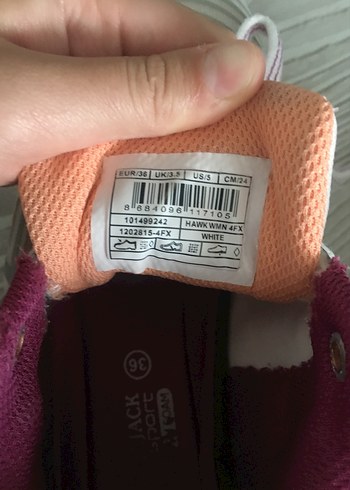 EUR/36 UK/3.5 US/5 CM/24
8 684096 117105
101499242 HAWK WMN 4FX
1202815-4FX WHITE
36
JACK